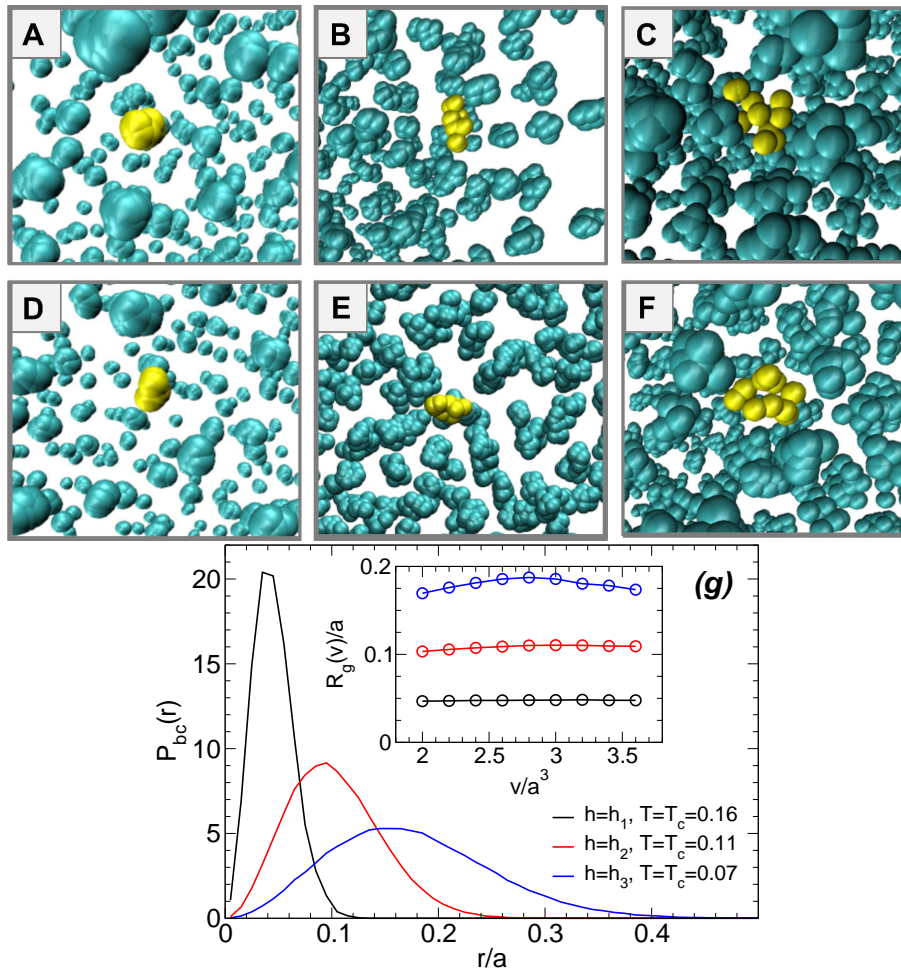 A
B
C
D
E
F
(g)
P_bc(r)
20
15
10
5
0
0
0.1
0.2
0.3
0.4
r/a
R_g(v)/a
0.2
0.1
0
2
2.5
3
3.5
v/a^3
h=h_1, T=T_c=0.16
h=h_2, T=T_c=0.11
h=h_3, T=T_c=0.07